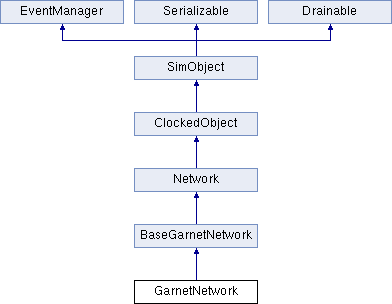 EventManager Serializable Drainable
SimObject
ClockedObject
Network
BaseGarnetNetwork
GarnetNetwork